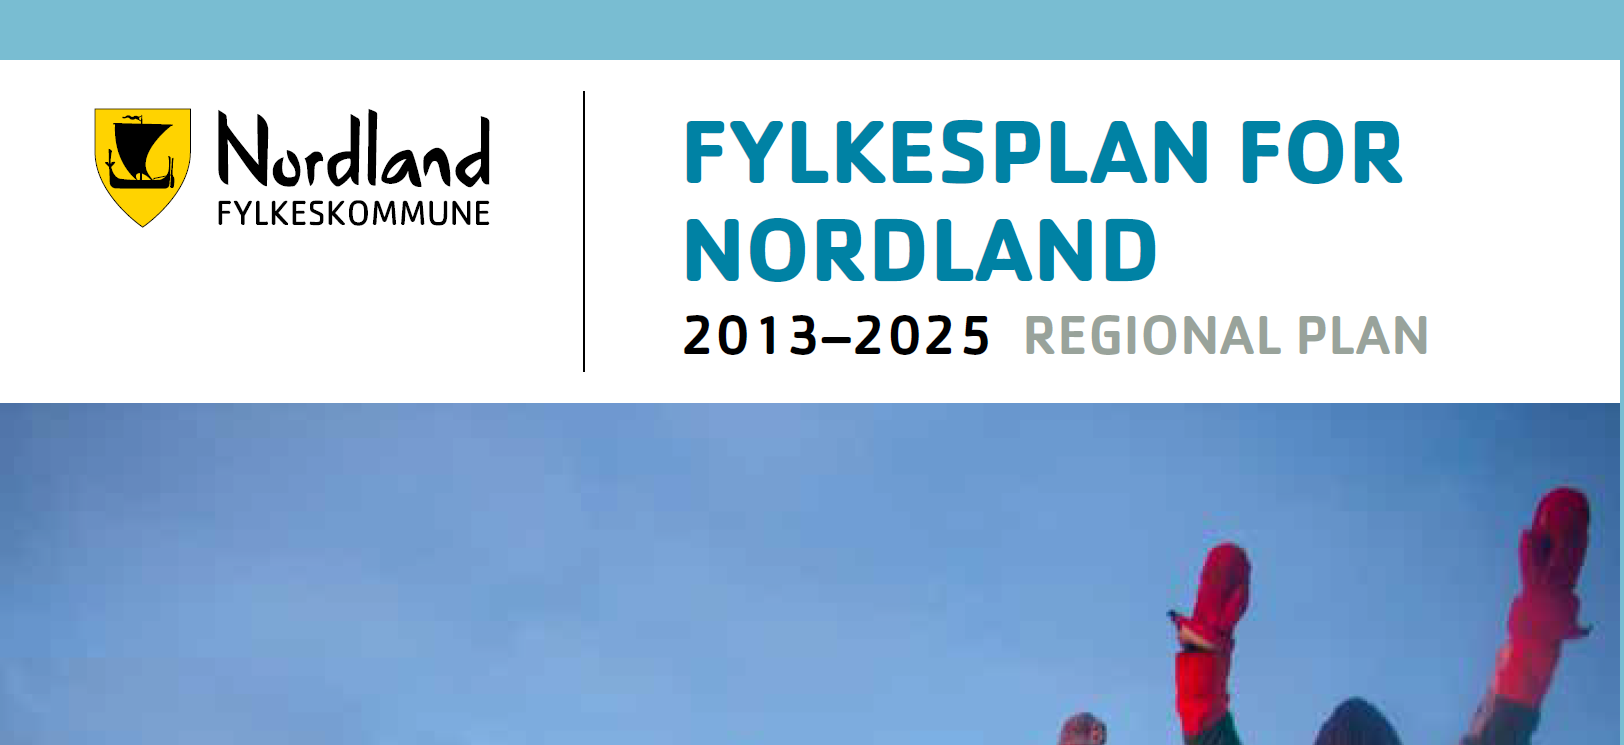 Nordland
FYLKESKOMMUNE
FYLKESPLAN FOR
NORDLAND
2013–2025 REGIONAL PLAN